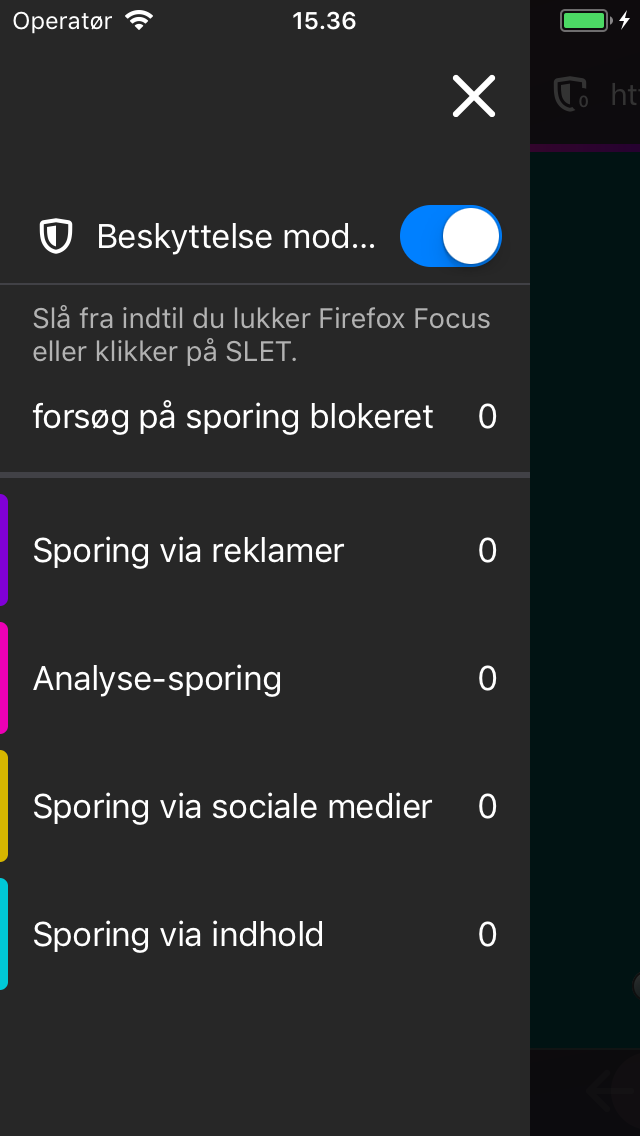 Operatør 15.36
0 ht
Beskyttelse mod...
Slå fra indtil du lukker Firefox Focus
eller klikker på SLET.
forsøg på sporing blokeret 0
Sporing via reklamer 0
Analyse-sporing 0
Sporing via sociale medier 0
Sporing via indhold 0